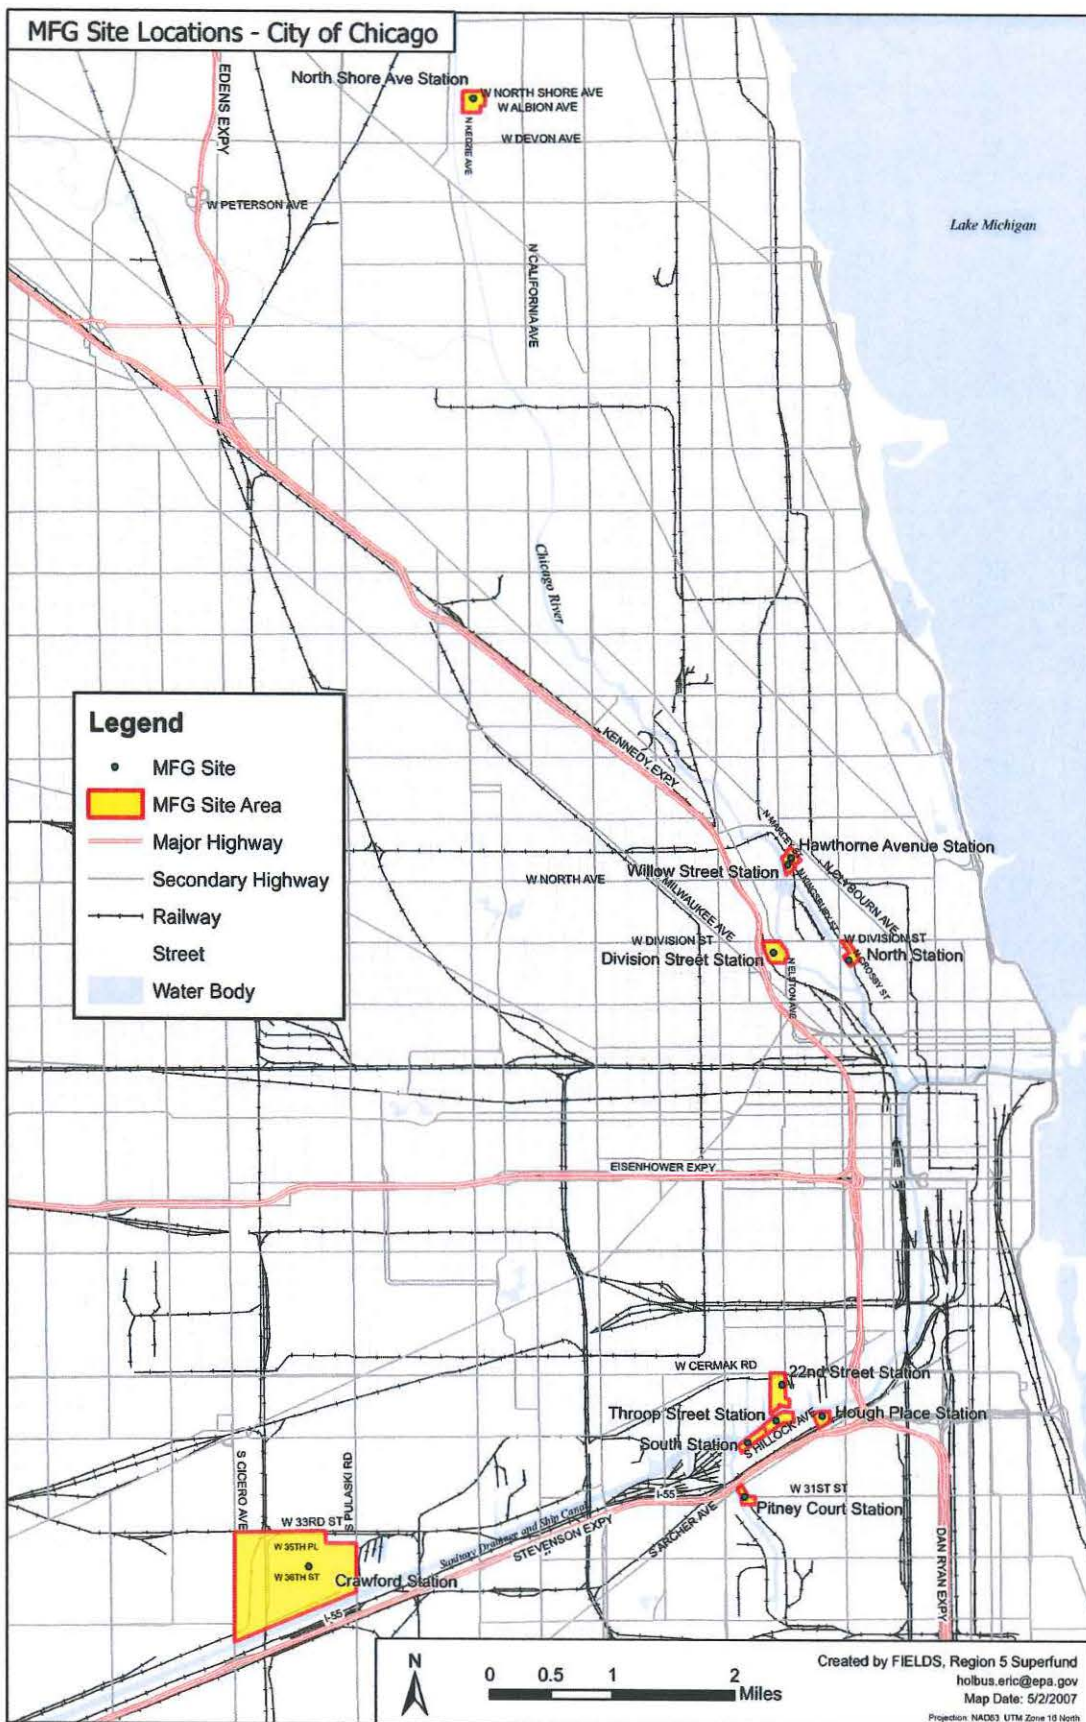 MFG Site Locations - City of Chicago
North Shore Ave Station
W NORTH SHORE AVE
W ALBION AVE
EDENS EXPY
N KEDZIE AVE
W DEVON AVE
W PETERSON AVE
Lake Michigan
N CALIFORNIA AVE
Chicago River
Legend
MFG Site
MFG Site Area
Major Highway
Secondary Highway
Railway
Street
Water Body
KENNEDY EXPY
N MARCEY ST
Hawthorne Avenue Station
Willow Street Station
N CLYBOURN AVE
N KINGSBURY ST
W NORTH AVE
MILWAUKEE AVE
W DIVISION ST
W DIVISION ST
Division Street Station
North Station
N CROSBY ST
N ELSTON AVE
EISENHOWER EXPY
W CERMAK RD
22nd Street Station
Throop Street Station
Hough Place Station
S HILLOCK AVE
South Station
S CICERO AVE
S PULASKI RD
W 31ST ST
I-55
Pitney Court Station
W 33RD ST
Sanitary Drainage and Ship Canal
STEVENSON EXPY
S ARCHER AVE
W 35TH PL
W 36TH ST
Crawford Station
DAN RYAN EXPY
I-55
N
0 0.5 1 2
Miles
Created by FIELDS, Region 5 Superfund
holbus.eric@epa.gov
Map Date: 5/2/2007
Projection: NAD83 UTM Zone 16 North